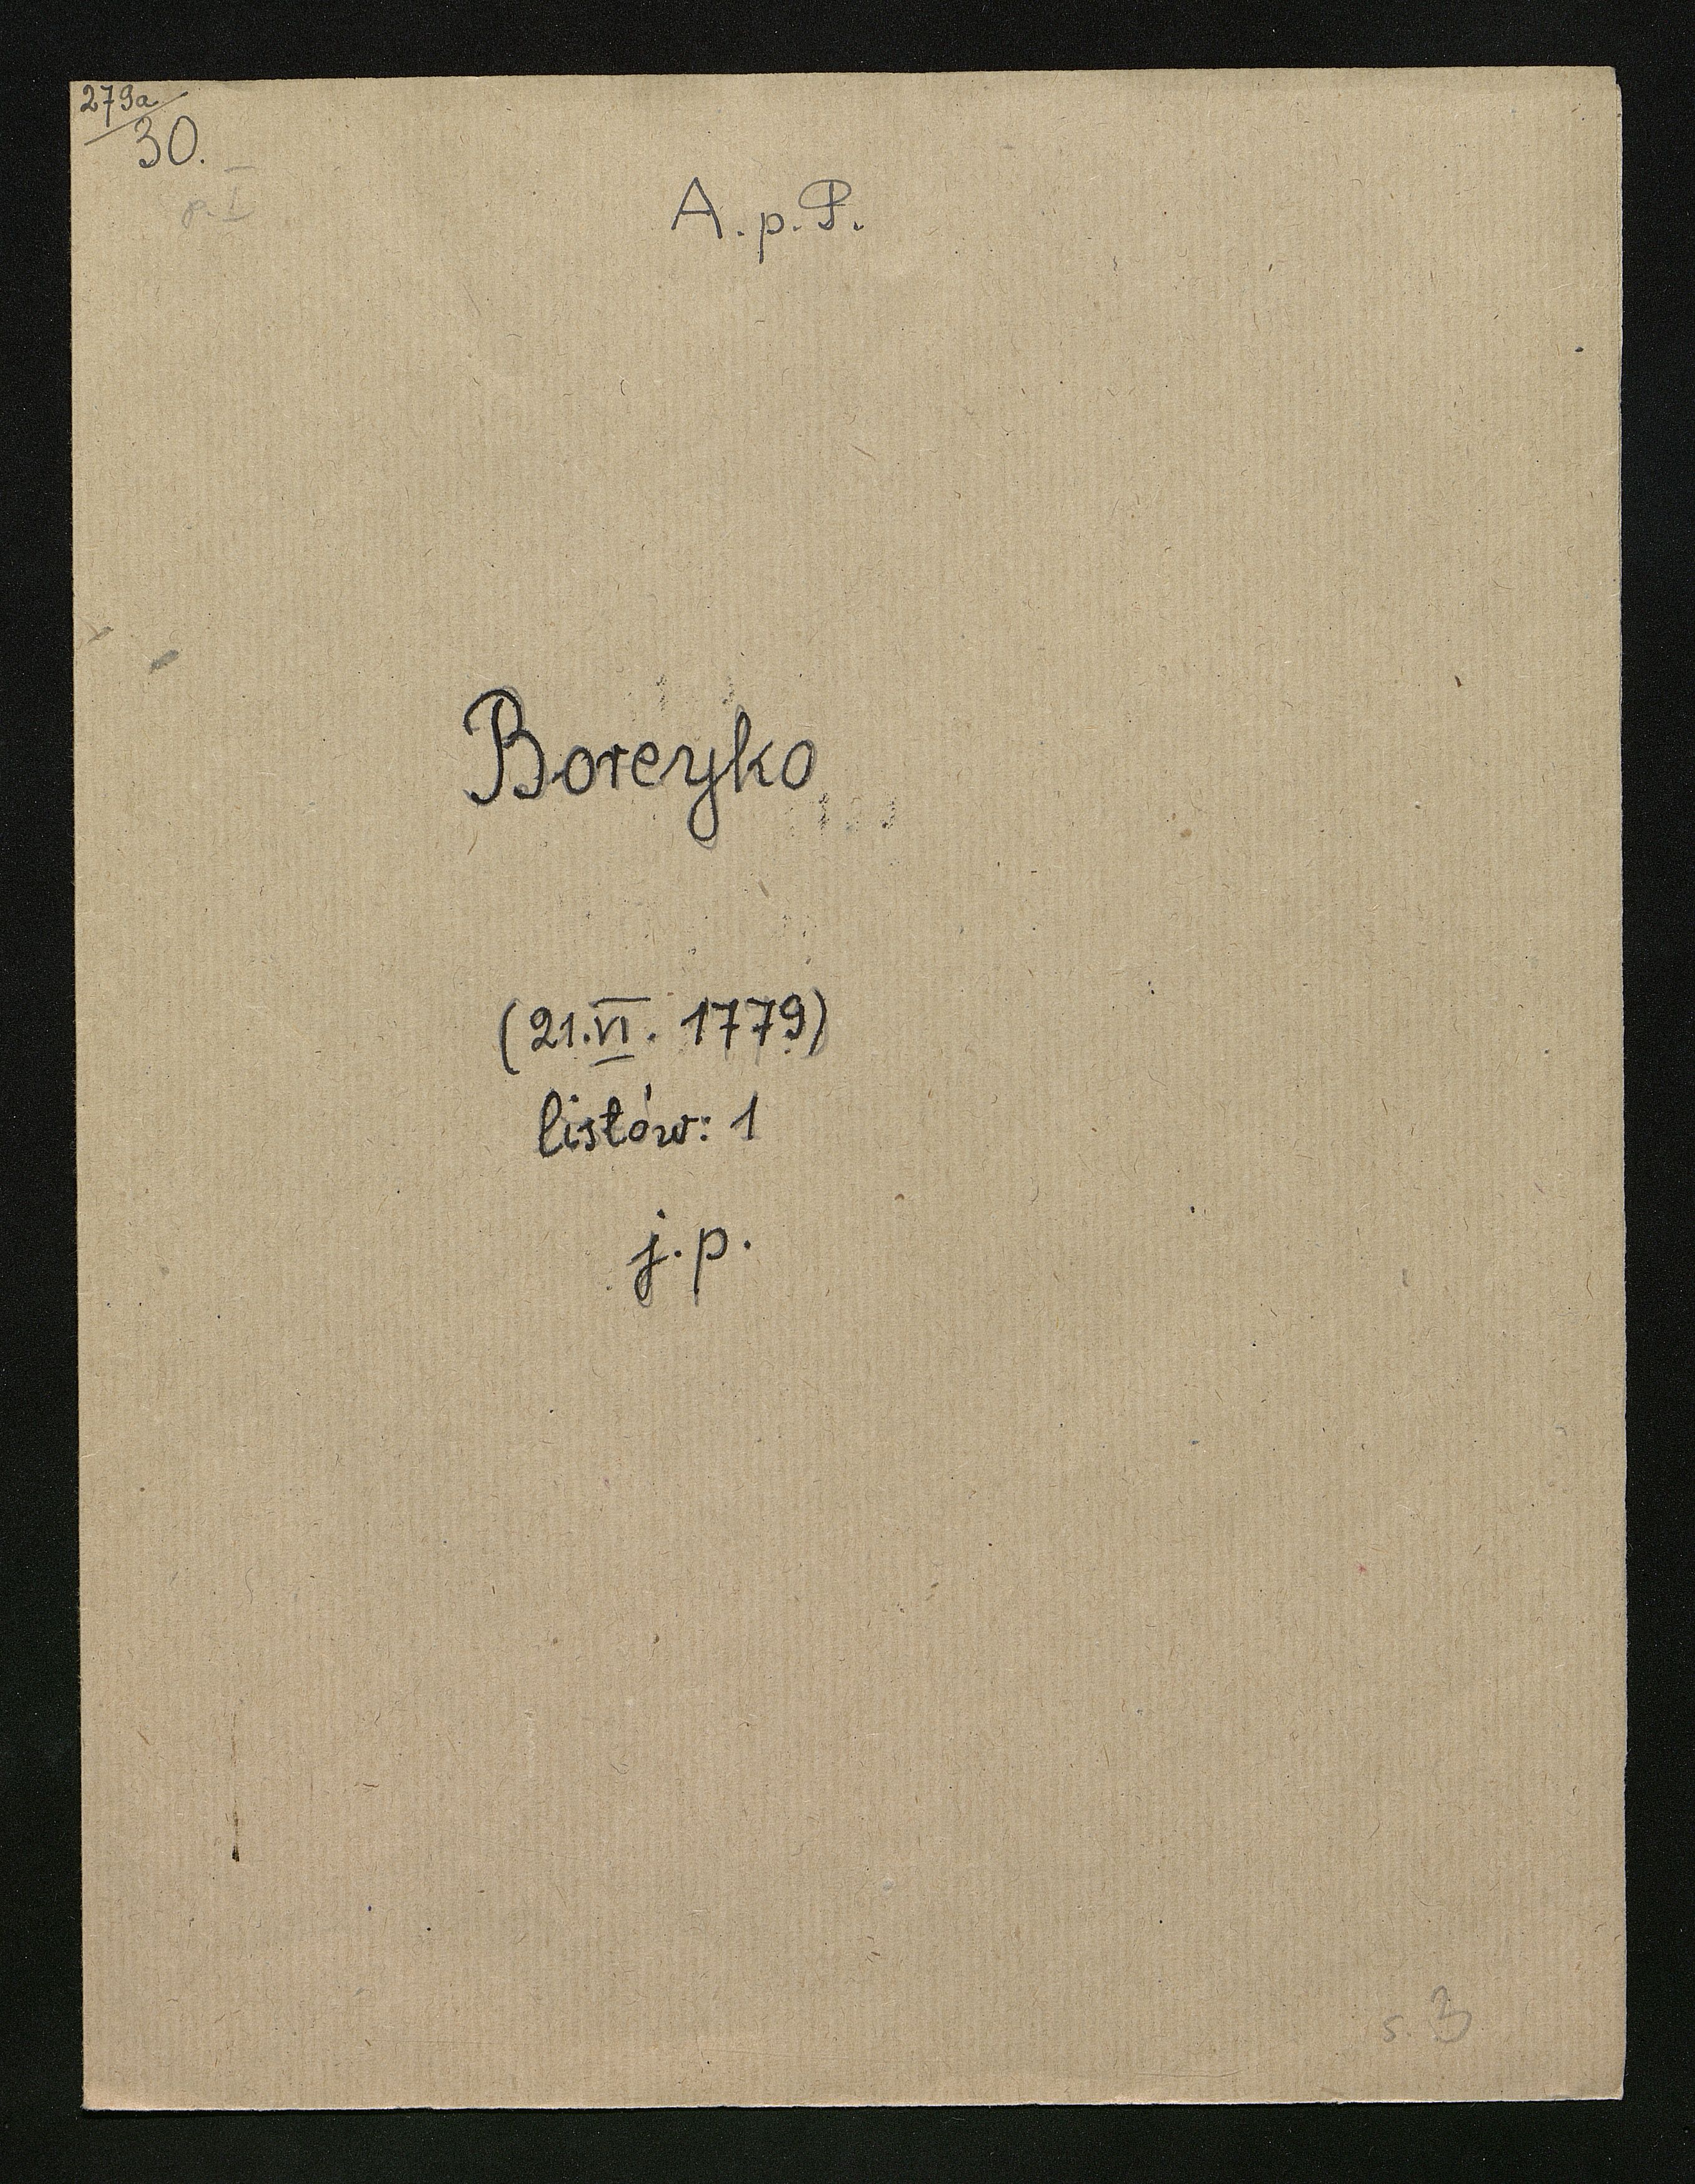 279a
30.
p. I
A. p. P.
Boreyko
(21. VI. 1779)
listów: 1
j. p.
s. 3